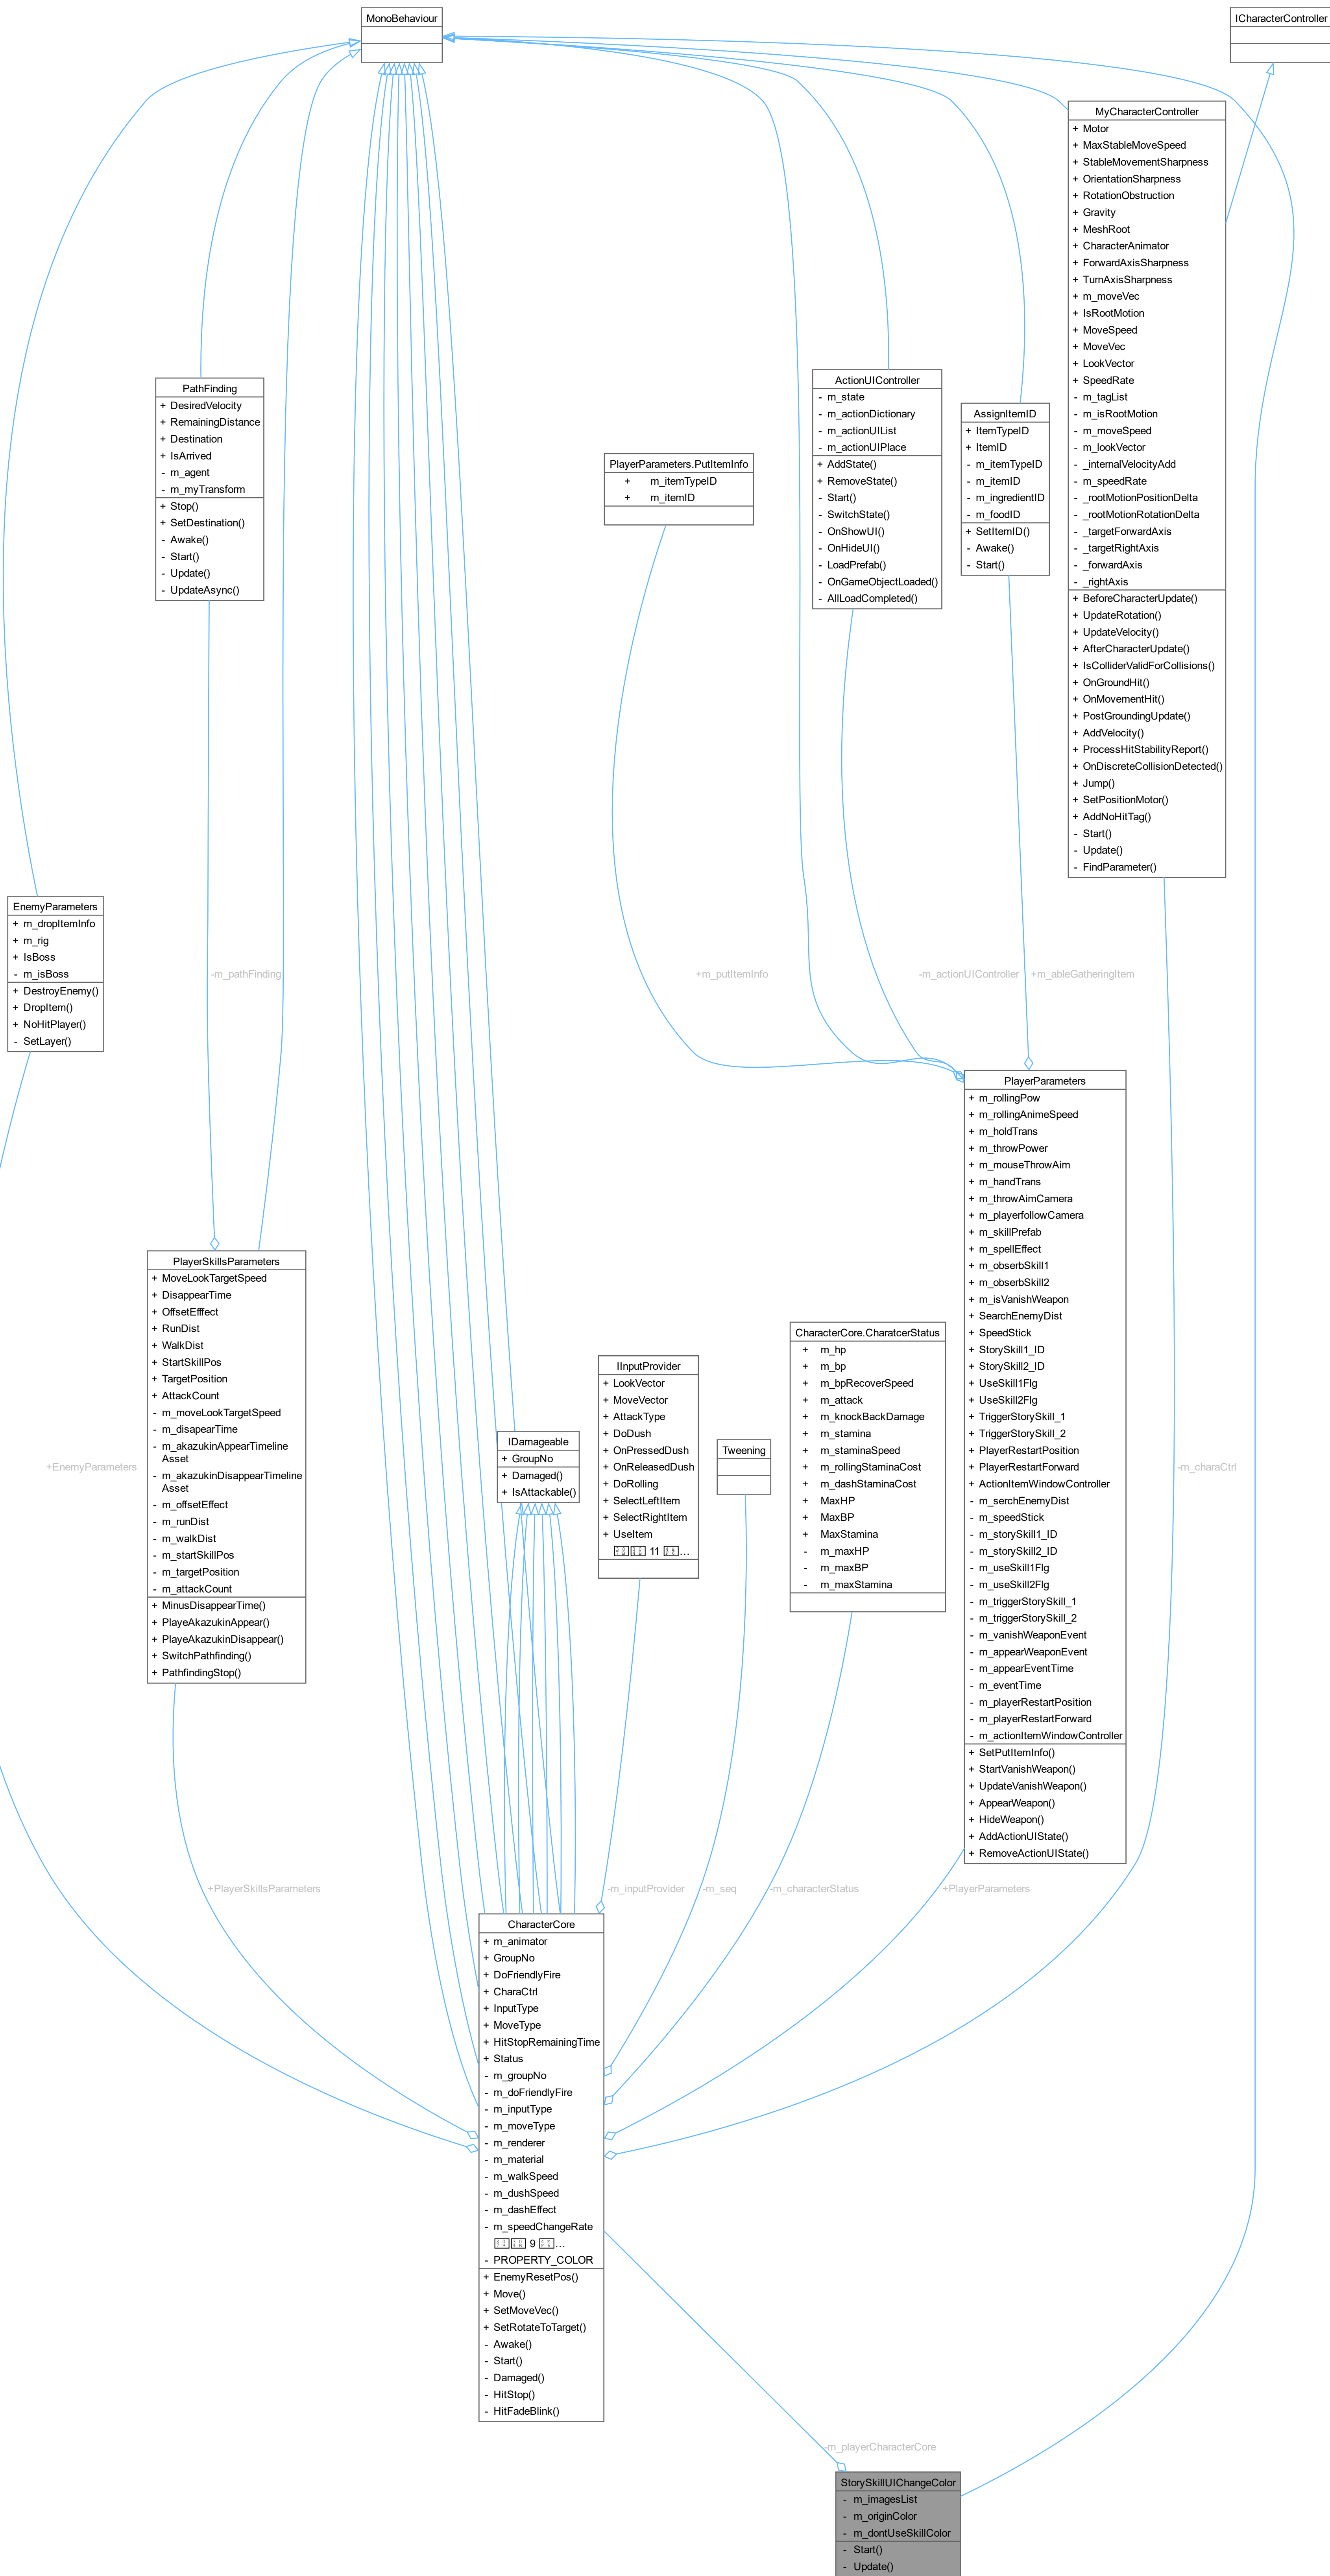 MonoBehaviour
ICharacterController
MyCharacterController
+ Motor
+ MaxStableMoveSpeed
+ StableMovementSharpness
+ OrientationSharpness
+ RotationObstruction
+ Gravity
+ MeshRoot
+ CharacterAnimator
+ ForwardAxisSharpness
+ TurnAxisSharpness
+ m_moveVec
+ IsRootMotion
+ MoveSpeed
+ MoveVec
+ LookVector
+ SpeedRate
- m_tagList
- m_isRootMotion
- m_moveSpeed
- m_lookVector
- _internalVelocityAdd
- m_speedRate
- _rootMotionPositionDelta
- _rootMotionRotationDelta
- _targetForwardAxis
- _targetRightAxis
- _forwardAxis
- _rightAxis
+ BeforeCharacterUpdate()
+ UpdateRotation()
+ UpdateVelocity()
+ AfterCharacterUpdate()
+ IsColliderValidForCollisions()
+ OnGroundHit()
+ OnMovementHit()
+ PostGroundingUpdate()
+ AddVelocity()
+ ProcessHitStabilityReport()
+ OnDiscreteCollisionDetected()
+ Jump()
+ SetPositionMotor()
+ AddNoHitTag()
- Start()
- Update()
- FindParameter()
PathFinding
+ DesiredVelocity
+ RemainingDistance
+ Destination
+ IsArrived
- m_agent
- m_myTransform
+ Stop()
+ SetDestination()
- Awake()
- Start()
- Update()
- UpdateAsync()
PlayerParameters.PutItemInfo
+ m_itemTypeID
+ m_itemID
ActionUIController
- m_state
- m_actionDictionary
- m_actionUIList
- m_actionUIPlace
+ AddState()
+ RemoveState()
- Start()
- SwitchState()
- OnShowUI()
- OnHideUI()
- LoadPrefab()
- OnGameObjectLoaded()
- AllLoadCompleted()
AssignItemID
+ ItemTypeID
+ ItemID
- m_itemTypeID
- m_itemID
- m_ingredientID
- m_foodID
+ SetItemID()
- Awake()
- Start()
EnemyParameters
+ m_dropItemInfo
+ m_rig
+ IsBoss
- m_isBoss
+ DestroyEnemy()
+ DropItem()
+ NoHitPlayer()
- SetLayer()
-m_pathFinding
+m_putItemInfo
-m_actionUIController
+m_ableGatheringItem
PlayerParameters
+ m_rollingPow
+ m_rollingAnimeSpeed
+ m_holdTrans
+ m_throwPower
+ m_mouseThrowAim
+ m_handTrans
+ m_throwAimCamera
+ m_playerfollowCamera
+ m_skillPrefab
+ m_spellEffect
+ m_obserbSkill1
+ m_obserbSkill2
+ m_isVanishWeapon
+ SearchEnemyDist
+ SpeedStick
+ StorySkill1_ID
+ StorySkill2_ID
+ UseSkill1Flg
+ UseSkill2Flg
+ TriggerStorySkill_1
+ TriggerStorySkill_2
+ PlayerRestartPosition
+ PlayerRestartForward
+ ActionItemWindowController
- m_serchEnemyDist
- m_speedStick
- m_storySkill1_ID
- m_storySkill2_ID
- m_useSkill1Flg
- m_useSkill2Flg
- m_triggerStorySkill_1
- m_triggerStorySkill_2
- m_vanishWeaponEvent
- m_appearWeaponEvent
- m_appearEventTime
- m_eventTime
- m_playerRestartPosition
- m_playerRestartForward
- m_actionItemWindowController
+ SetPutItemInfo()
+ StartVanishWeapon()
+ UpdateVanishWeapon()
+ AppearWeapon()
+ HideWeapon()
+ AddActionUIState()
+ RemoveActionUIState()
PlayerSkillsParameters
+ MoveLookTargetSpeed
+ DisappearTime
+ OffsetEfffect
+ RunDist
+ WalkDist
+ StartSkillPos
+ TargetPosition
+ AttackCount
- m_moveLookTargetSpeed
- m_disapearTime
- m_akazukinAppearTimeline
Asset
- m_akazukinDisappearTimeline
Asset
- m_offsetEffect
- m_runDist
- m_walkDist
- m_startSkillPos
- m_targetPosition
- m_attackCount
+ MinusDisappearTime()
+ PlayeAkazukinAppear()
+ PlayeAkazukinDisappear()
+ SwitchPathfinding()
+ PathfindingStop()
+EnemyParameters
IDamageable
+ GroupNo
+ Damaged()
+ IsAttackable()
IInputProvider
+ LookVector
+ MoveVector
+ AttackType
+ DoDush
+ OnPressedDush
+ OnReleasedDush
+ DoRolling
+ SelectLeftItem
+ SelectRightItem
+ UseItem
11 ...
Tweening
CharacterCore.CharatcerStatus
+ m_hp
+ m_bp
+ m_bpRecoverSpeed
+ m_attack
+ m_knockBackDamage
+ m_stamina
+ m_staminaSpeed
+ m_rollingStaminaCost
+ m_dashStaminaCost
+ MaxHP
+ MaxBP
+ MaxStamina
- m_maxHP
- m_maxBP
- m_maxStamina
-m_charaCtrl
+PlayerSkillsParameters
-m_inputProvider
-m_seq
-m_characterStatus
+PlayerParameters
CharacterCore
+ m_animator
+ GroupNo
+ DoFriendlyFire
+ CharaCtrl
+ InputType
+ MoveType
+ HitStopRemainingTime
+ Status
- m_groupNo
- m_doFriendlyFire
- m_inputType
- m_moveType
- m_renderer
- m_material
- m_walkSpeed
- m_dushSpeed
- m_dashEffect
- m_speedChangeRate
9 ...
- PROPERTY_COLOR
+ EnemyResetPos()
+ Move()
+ SetMoveVec()
+ SetRotateToTarget()
- Awake()
- Start()
- Damaged()
- HitStop()
- HitFadeBlink()
-m_playerCharacterCore
StorySkillUIChangeColor
- m_imagesList
- m_originColor
- m_dontUseSkillColor
- Start()
- Update()